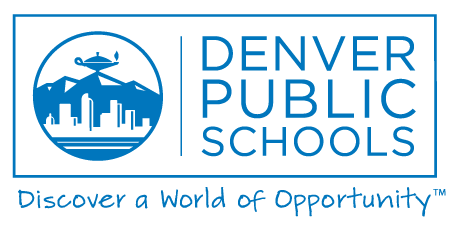 DENVER
PUBLIC
SCHOOLS
Discover a World of Opportunity™